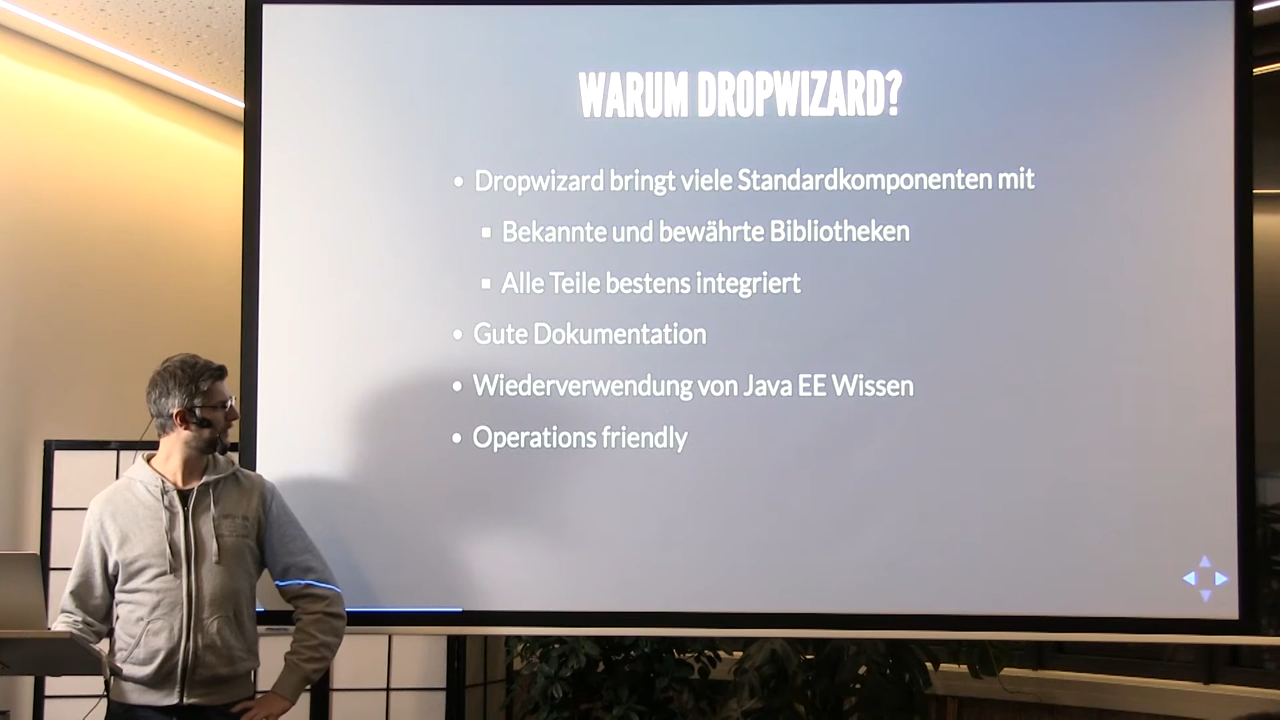 WARUM DROPWIZARD?
Dropwizard bringt viele Standardkomponenten mit
Bekannte und bewährte Bibliotheken
Alle Teile bestens integriert
Gute Dokumentation
Wiederverwendung von Java EE Wissen
Operations friendly